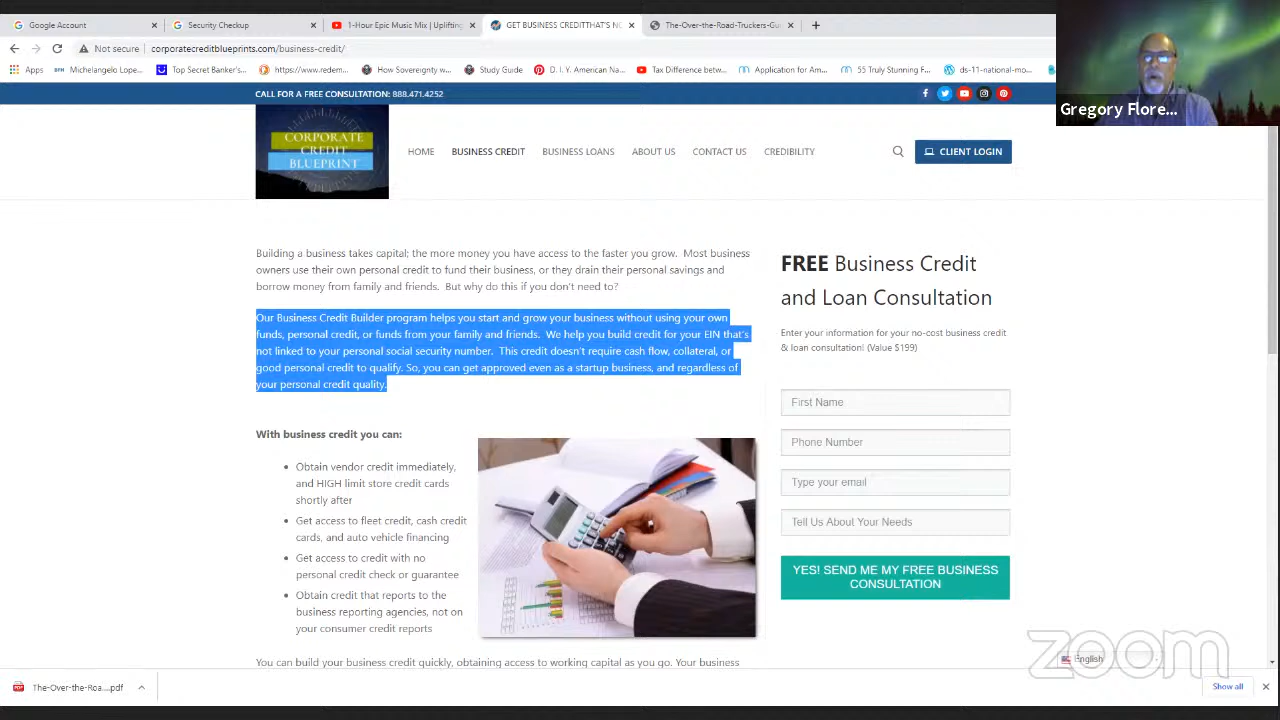 Google Account
Security Checkup
1-Hour Epic Music Mix | Uplifting
GET BUSINESS CREDITTHAT'S NO
The-Over-the-Road-Truckers-Gui
Not secure
corporatecreditblueprints.com/business-credit/
Apps
Michelangelo Lope...
Top Secret Banker's...
https://www.redem...
How Sovereignty w...
Study Guide
D. I. Y. American Na...
Tax Difference betw...
Application for Am...
55 Truly Stunning F...
ds-11-national-mo...
Gregory Flore...
CALL FOR A FREE CONSULTATION: 888.471.4252
CORPORATE
CREDIT
BLUEPRINT
HOME
BUSINESS CREDIT
BUSINESS LOANS
ABOUT US
CONTACT US
CREDIBILITY
CLIENT LOGIN
Building a business takes capital; the more money you have access to the faster you grow. Most business
owners use their own personal credit to fund their business, or they drain their personal savings and
borrow money from family and friends. But why do this if you don't need to?
Our Business Credit Builder program helps you start and grow your business without using your own
funds, personal credit, or funds from your family and friends. We help you build credit for your EIN that's
not linked to your personal social security number. This credit doesn't require cash flow, collateral, or
good personal credit to qualify. So, you can get approved even as a startup business, and regardless of
your personal credit quality.
With business credit you can:
Obtain vendor credit immediately,
and HIGH limit store credit cards
shortly after
Get access to fleet credit, cash credit
cards, and auto vehicle financing
Get access to credit with no
personal credit check or guarantee
Obtain credit that reports to the
business reporting agencies, not on
your consumer credit reports
You can build your business credit quickly, obtaining access to working capital as you go. Your business
FREE Business Credit
and Loan Consultation
Enter your information for your no-cost business credit
& loan consultation! (Value $199)
First Name
Phone Number
Type your email
Tell Us About Your Needs
YES! SEND ME MY FREE BUSINESS
CONSULTATION
zoom
English
The-Over-the-Roa....pdf
Show all